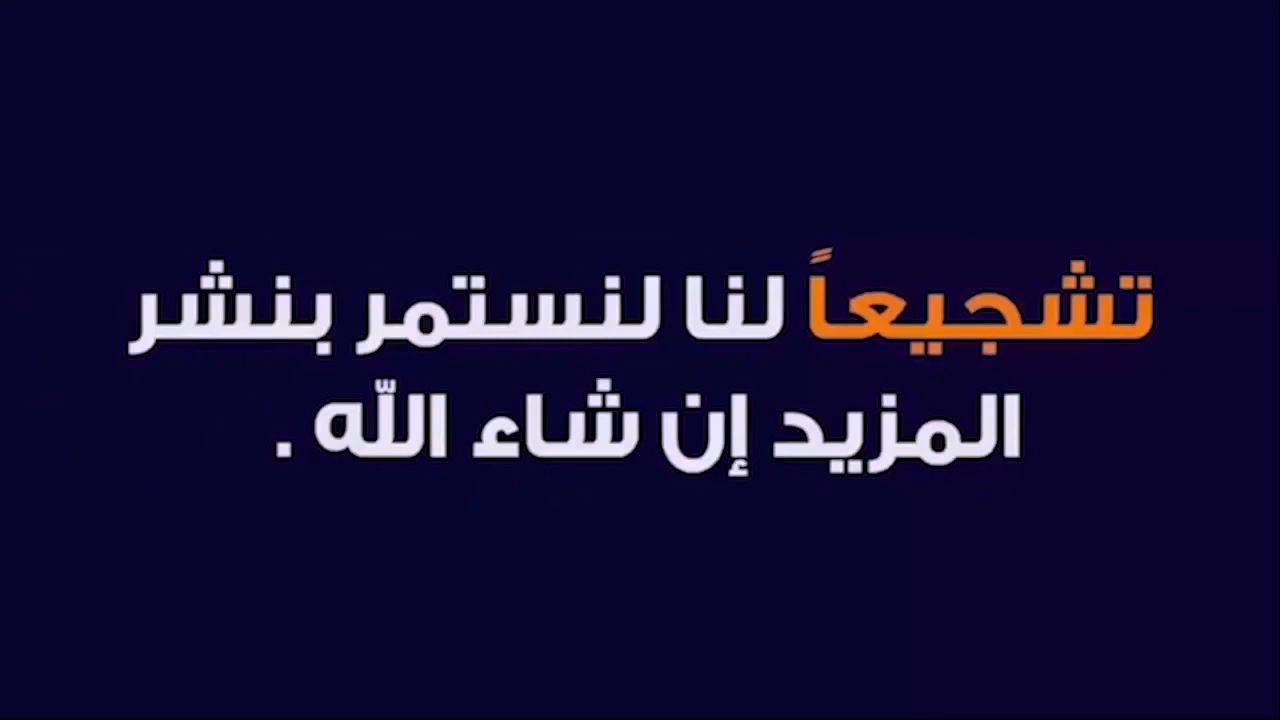 تشجيعاً لنا لنستمر بنشر
المزيد إن شاء اللّه .